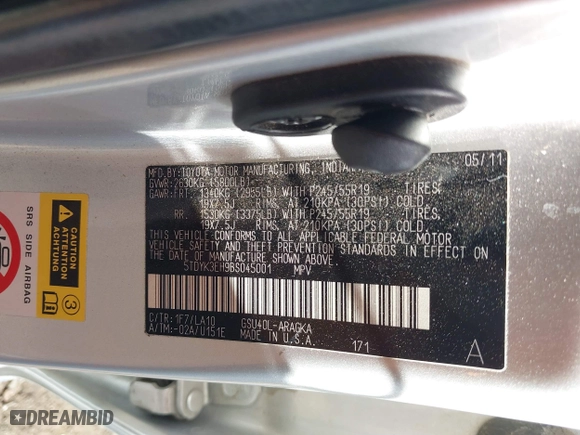 05/11
MFD.BY:TOYOTA MOTOR MANUFACTURING, INDIANA
GVWR:2630KG (5800LB)
GAWR:FRT. 1340KG (2965LB) WITH P245/55R19 TIRES,
19X7.5J RIMS, AT 210KPA (30PSI) COLD.
RR. 1530KG (3375LB) WITH P245/55R19 TIRES,
19X7.5J RIMS, AT 210KPA (30PSI) COLD.
THIS VEHICLE CONFORMS TO ALL APPLICABLE FEDERAL MOTOR
VEHICLE SAFETY AND BUMPER STANDARDS IN EFFECT ON THE
DATE OF MANUFACTURE SHOWN ABOVE.
5TDYK3EH9BS045001 MPV
C/TR:1F7/LA10
A/TM:-02A/U151E
GSU40L-ARAGKA
MADE IN U.S.A.
171
A
SRS SIDE AIRBAG
CAUTION
ATTENTION
ACHTUNG
3
DREAMBID